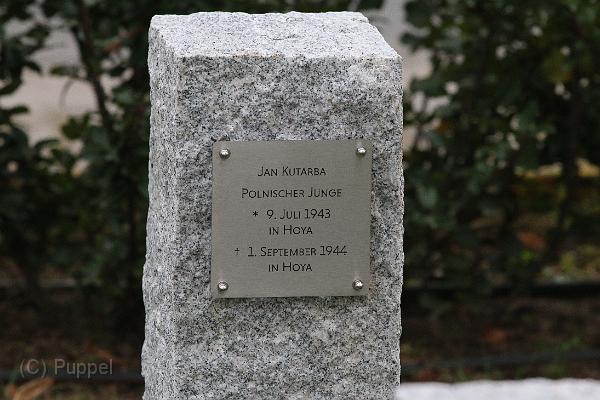 Jan Kutarba
Polnischer Junge
* 9. Juli 1943
in Hoya
† 1. September 1944
in Hoya
(C) Puppel